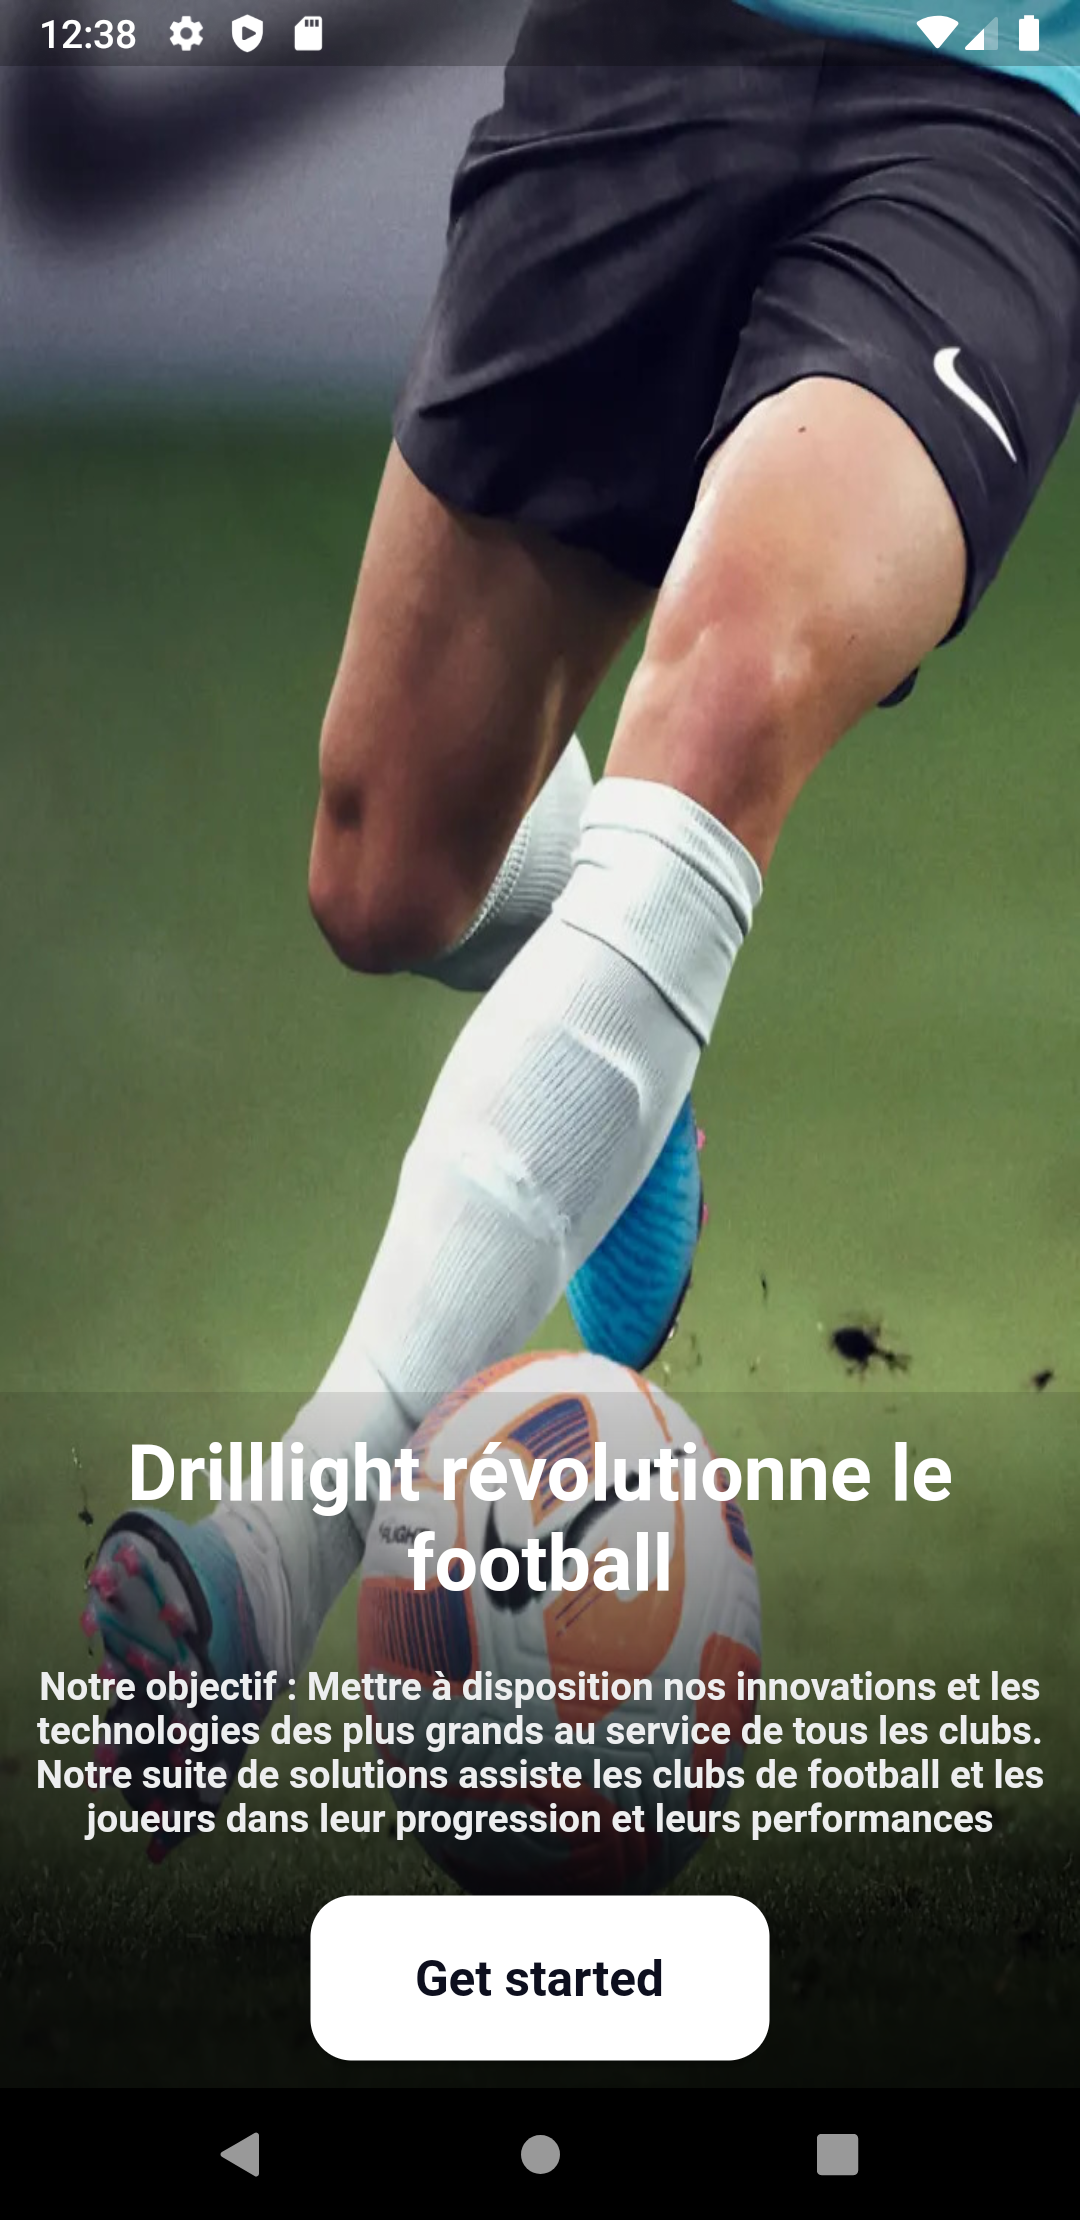 12:38
Drilllight révolutionne le
football
Notre objectif : Mettre à disposition nos innovations et les
technologies des plus grands au service de tous les clubs.
Notre suite de solutions assiste les clubs de football et les
joueurs dans leur progression et leurs performances
Get started